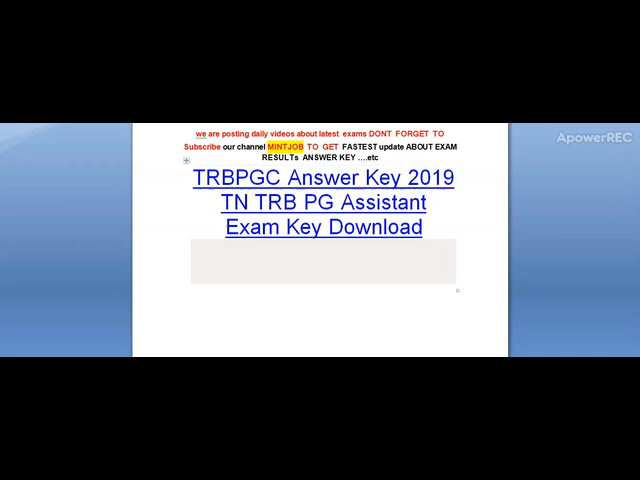 we are posting daily videos about latest exams DONT FORGET TO
ApowerREC
Subscribe our channel MINTJOB TO GET FASTEST update ABOUT EXAM
RESULTs ANSWER KEY ....etc
TRBPGC Answer Key 2019
TN TRB PG Assistant
Exam Key Download